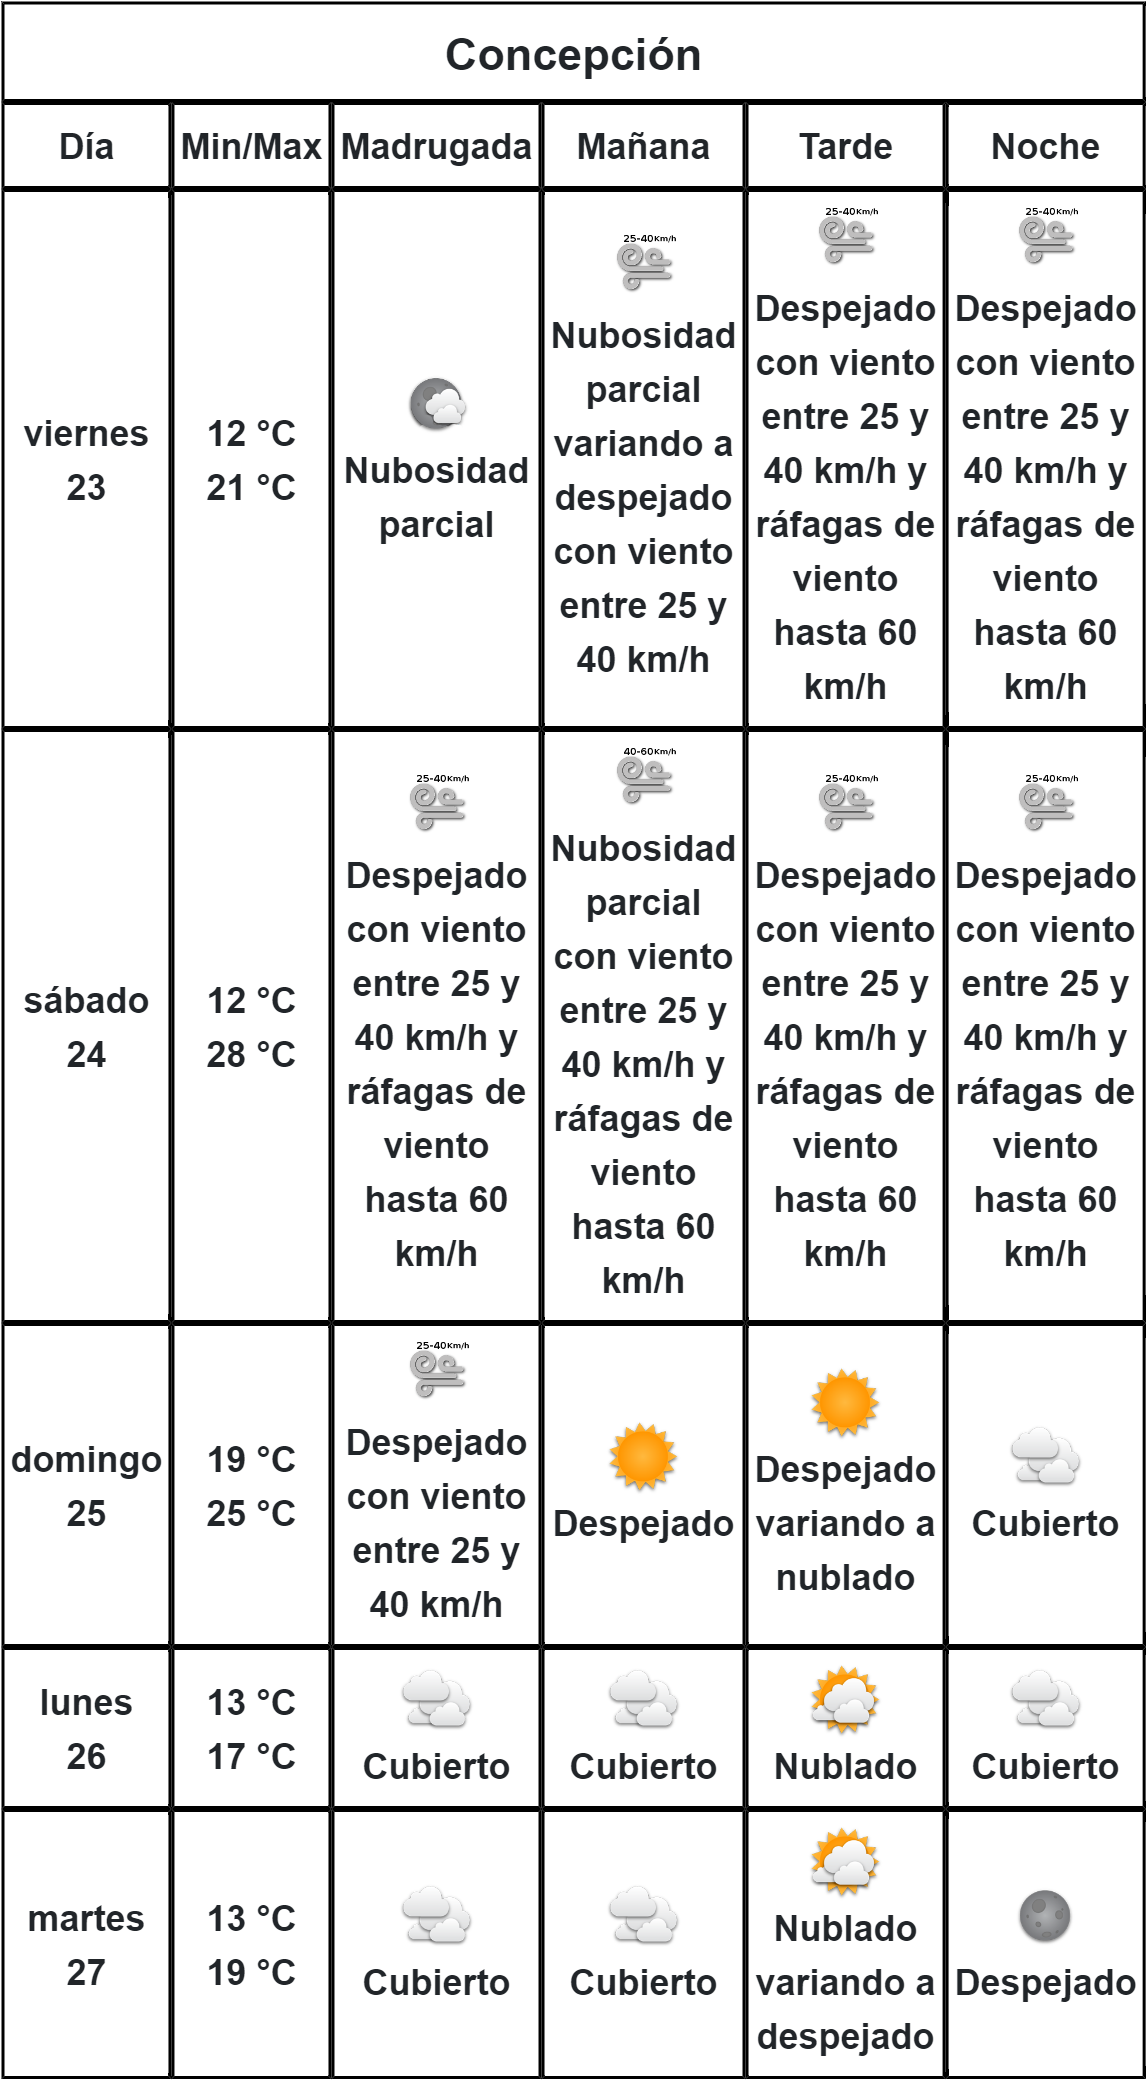 Concepción
Día
Min/Max
Madrugada
Mañana
Tarde
Noche
viernes
23
12 °C
21 °C
Nubosidad
parcial
25-40Km/h
Nubosidad
parcial
variando a
despejado
con viento
entre 25 y
40 km/h
25-40Km/h
Despejado
con viento
entre 25 y
40 km/h y
ráfagas de
viento
hasta 60
km/h
25-40Km/h
Despejado
con viento
entre 25 y
40 km/h y
ráfagas de
viento
hasta 60
km/h
sábado
24
12 °C
28 °C
25-40Km/h
Despejado
con viento
entre 25 y
40 km/h y
ráfagas de
viento
hasta 60
km/h
40-60Km/h
Nubosidad
parcial
con viento
entre 25 y
40 km/h y
ráfagas de
viento
hasta 60
km/h
25-40Km/h
Despejado
con viento
entre 25 y
40 km/h y
ráfagas de
viento
hasta 60
km/h
25-40Km/h
Despejado
con viento
entre 25 y
40 km/h y
ráfagas de
viento
hasta 60
km/h
domingo
25
19 °C
25 °C
25-40Km/h
Despejado
con viento
entre 25 y
40 km/h
Despejado
Despejado
variando a
nublado
Cubierto
lunes
26
13 °C
17 °C
Cubierto
Cubierto
Nublado
Cubierto
martes
27
13 °C
19 °C
Cubierto
Cubierto
Nublado
variando a
despejado
Despejado